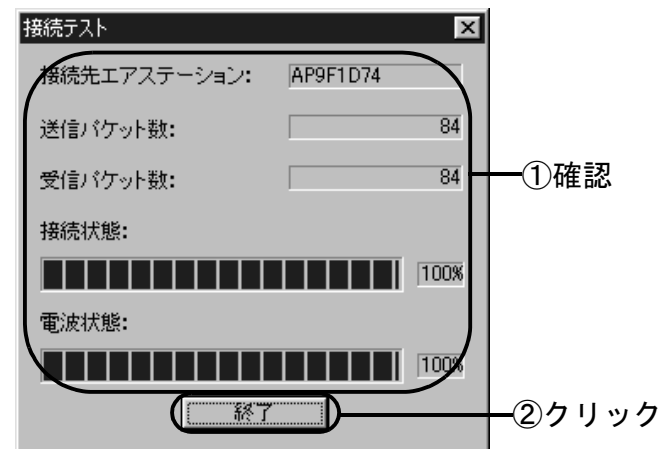 接続テスト
接続先エアステーション: AP9F1D74
送信パケット数: 84
受信パケット数: 84
①確認
接続状態:
100%
電波状態:
100%
終了
②クリック